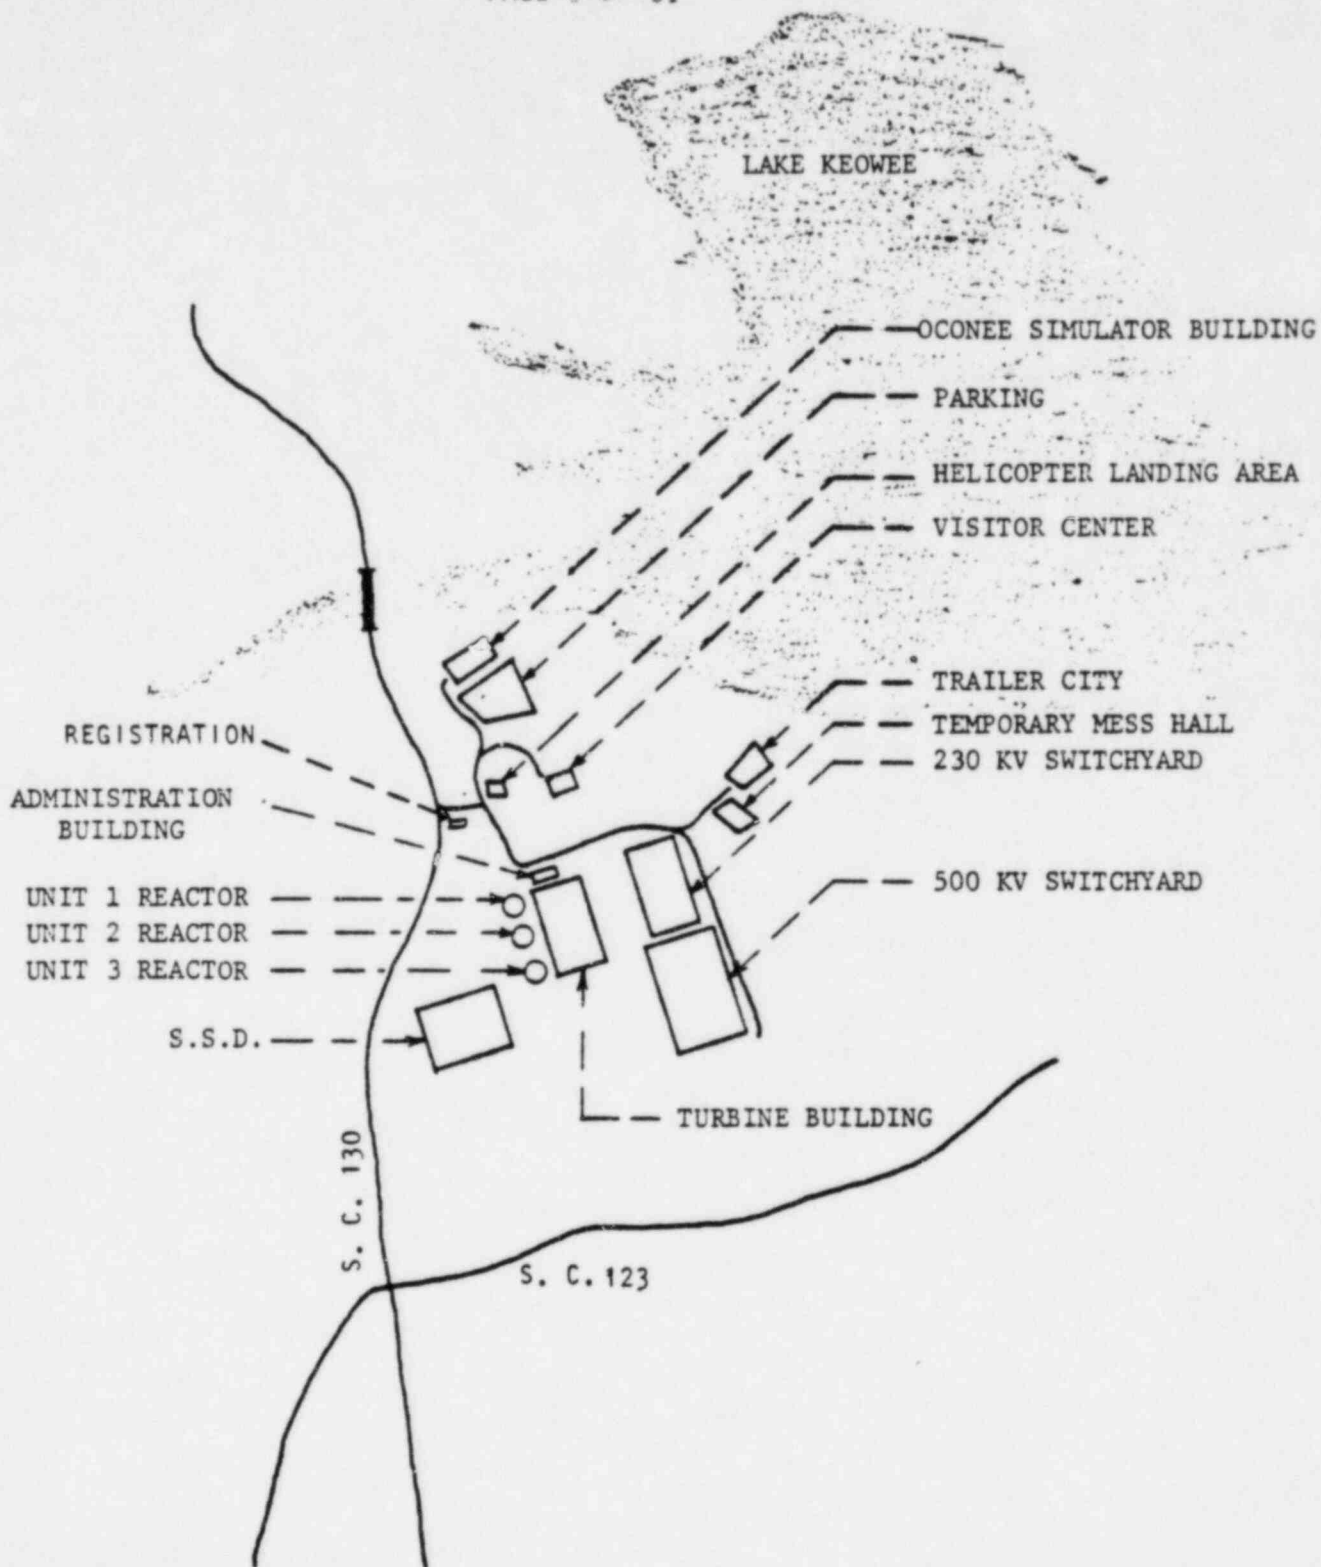 LAKE KEOWEE
OCONEE SIMULATOR BUILDING
PARKING
HELICOPTER LANDING AREA
VISITOR CENTER
TRAILER CITY
TEMPORARY MESS HALL
230 KV SWITCHYARD
500 KV SWITCHYARD
REGISTRATION
ADMINISTRATION
BUILDING
UNIT 1 REACTOR
UNIT 2 REACTOR
UNIT 3 REACTOR
S.S.D.
TURBINE BUILDING
S. C. 130
S. C. 123